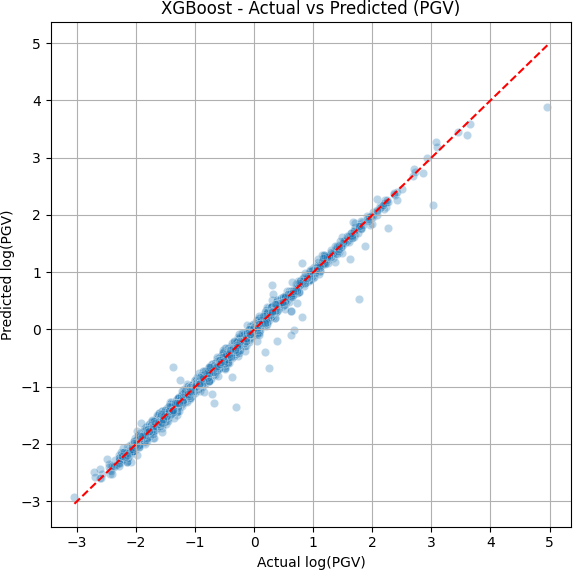 XGBoost - Actual vs Predicted (PGV)
Predicted log(PGV)
5
4
3
2
1
0
−1
−2
−3
−3 −2 −1 0 1 2 3 4 5
Actual log(PGV)